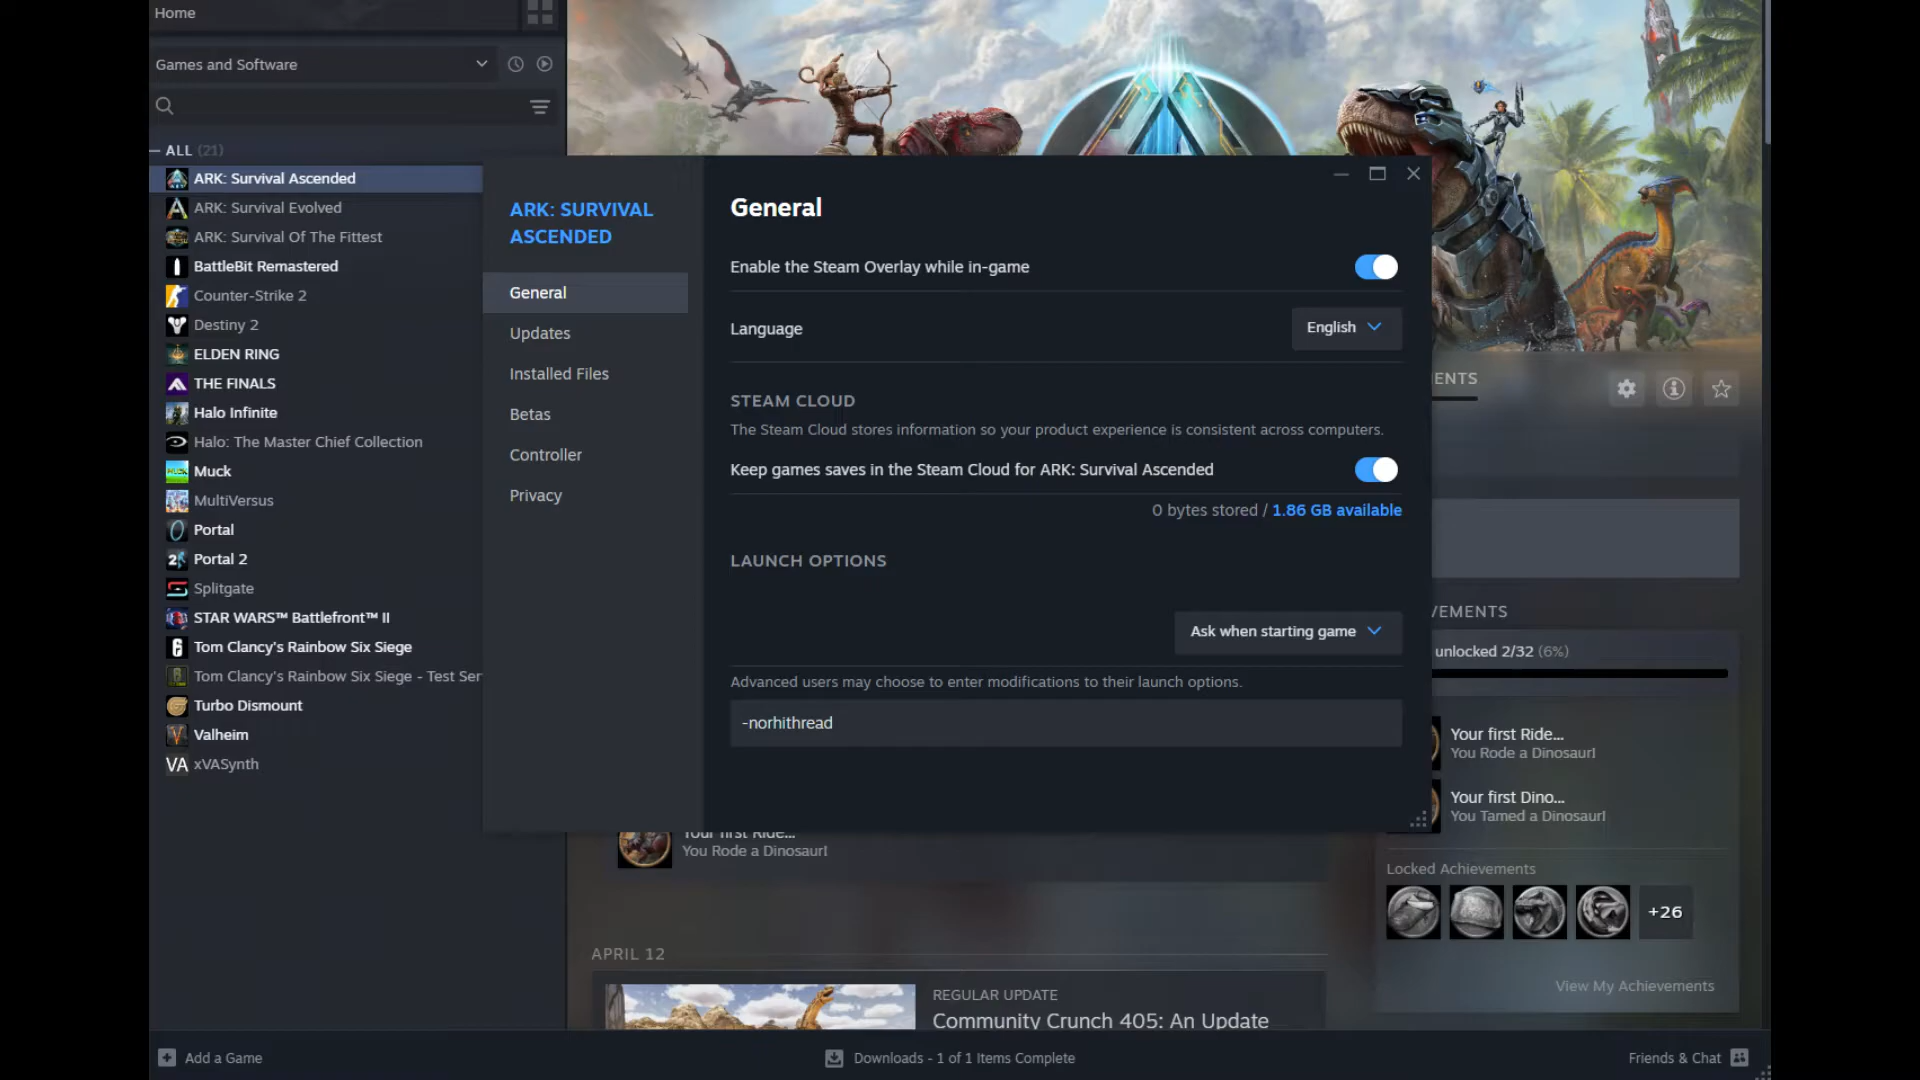 Home
Games and Software
— ALL (21)
ARK: Survival Ascended
ARK: Survival Evolved
ARK: Survival Of The Fittest
BattleBit Remastered
Counter-Strike 2
Destiny 2
ELDEN RING
THE FINALS
Halo Infinite
Halo: The Master Chief Collection
Muck
MultiVersus
Portal
Portal 2
Splitgate
STAR WARS™ Battlefront™ II
Tom Clancy's Rainbow Six Siege
Tom Clancy's Rainbow Six Siege - Test Ser
Turbo Dismount
Valheim
VA xVASynth
ARK: SURVIVAL
ASCENDED
General
Updates
Installed Files
Betas
Controller
Privacy
General
Enable the Steam Overlay while in-game
Language
English
STEAM CLOUD
The Steam Cloud stores information so your product experience is consistent across computers.
Keep games saves in the Steam Cloud for ARK: Survival Ascended
0 bytes stored / 1.86 GB available
LAUNCH OPTIONS
Ask when starting game
Advanced users may choose to enter modifications to their launch options.
-norhithread
ENTS
VEMENTS
unlocked 2/32 (6%)
Your first Ride...
You Rode a Dinosaur!
Your first Dino...
You Tamed a Dinosaur!
Locked Achievements
+26
View My Achievements
Your first Ride...
You Rode a Dinosaur!
APRIL 12
REGULAR UPDATE
Community Crunch 405: An Update
Add a Game
Downloads - 1 of 1 Items Complete
Friends & Chat